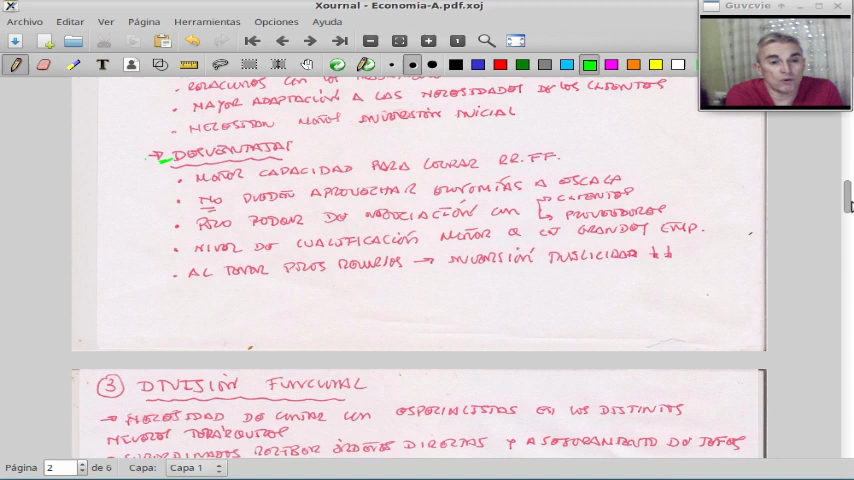 Xournal - Economia-A.pdf.xoj
Guvcvie
Archivo Editar Ver Página Herramientas Opciones Ayuda
· MAYOR ADAPTACIÓN A LAS NECESIDADES DE LOS CLIENTES
· NECESITAN MENOR INVERSIÓN INICIAL
→ DESVENTAJAS
· MENOR CAPACIDAD PARA LOGRAR RR.FF.
· NO PUEDEN APROVECHAR ECONOMÍAS A ESCALA
· POCO PODER DE NEGOCIACIÓN CON ↳ CLIENTES
↳ PROVEEDORES
· NIVEL DE CUALIFICACIÓN MENOR Q LAS GRANDES EMP.
· AL TENER POCOS RECURSOS → INVERSIÓN PUBLICIDAD ↓↓
③ DIVISIÓN FUNCIONAL
→ NECESIDAD DE CONTAR CON ESPECIALISTAS EN LOS DISTINTOS
NIVELES JERÁRQUICOS
· SUBORDINADOS RECIBEN ÓRDENES DIRECTAS Y ASESORAMIENTO DE JEFES
Página 2 de 6 Capa: Capa 1